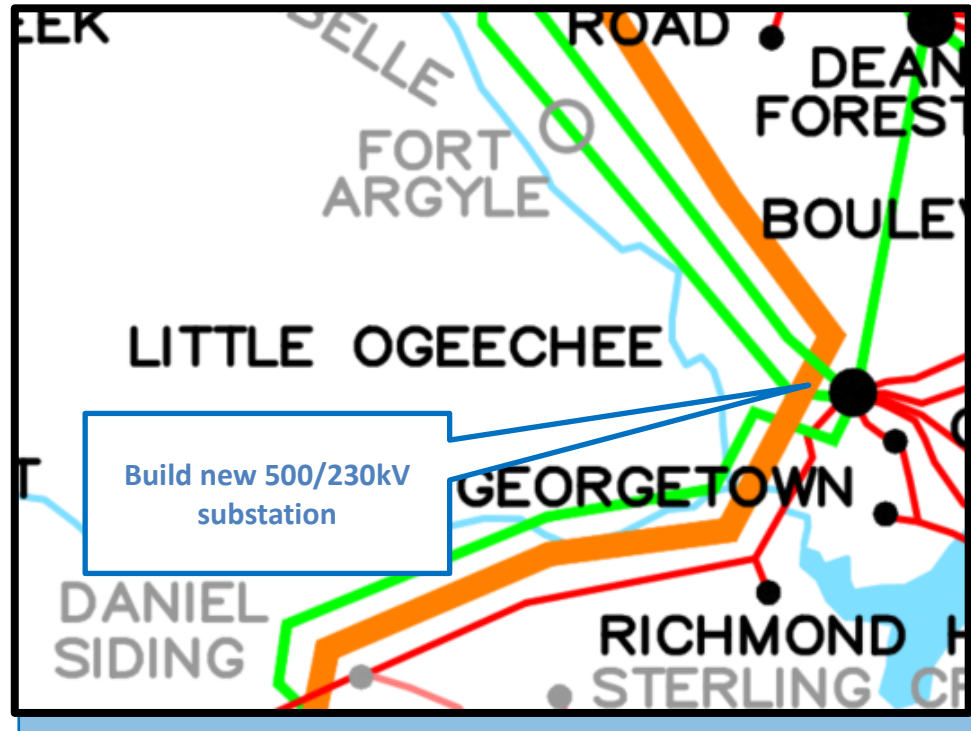 EEK
BELLE
ROAD
DEAN
FOREST
FORT
ARGYLE
BOULEV
LITTLE OGEECHEE
Build new 500/230kV
substation
T
GEORGETOWN
DANIEL
SIDING
RICHMOND H
STERLING CR